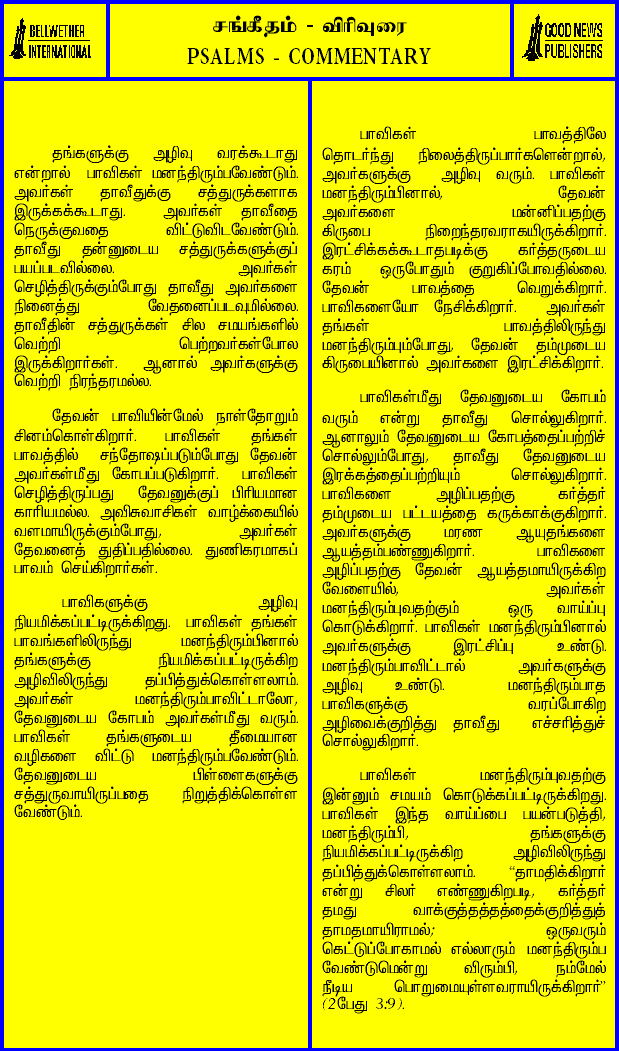 BELLWETHER
INTERNATIONAL
சங்கீதம் - விரிவுரை
PSALMS - COMMENTARY
GOOD NEWS
PUBLISHERS
தங்களுக்கு அழிவு வரக்கூடாது
என்றால் பாவிகள் மனந்திரும்பவேண்டும்.
அவர்கள் தாவீதுக்கு சத்துருக்களாக
இருக்கக்கூடாது. அவர்கள் தாவீதை
நெருக்குவதை விட்டுவிடவேண்டும்.
தாவீது தன்னுடைய சத்துருக்களுக்குப்
பயப்படவில்லை. அவர்கள்
செழித்திருக்கும்போது தாவீது அவர்களை
நினைத்து வேதனைப்படவுமில்லை.
தாவீதின் சத்துருக்கள் சில சமயங்களில்
வெற்றி பெற்றவர்கள்போல
இருக்கிறார்கள். ஆனால் அவர்களுக்கு
வெற்றி நிரந்தரமல்ல.
தேவன் பாவியின்மேல் நாள்தோறும்
சினம்கொள்கிறார். பாவிகள் தங்கள்
பாவத்தில் சந்தோஷப்படும்போது தேவன்
அவர்கள்மீது கோபப்படுகிறார். பாவிகள்
செழித்திருப்பது தேவனுக்குப் பிரியமான
காரியமல்ல. அவிசுவாசிகள் வாழ்க்கையில்
வளமாயிருக்கும்போது, அவர்கள்
தேவனைத் துதிப்பதில்லை. துணிகரமாகப்
பாவம் செய்கிறார்கள்.
பாவிகளுக்கு அழிவு
நியமிக்கப்பட்டிருக்கிறது. பாவிகள் தங்கள்
பாவங்களிலிருந்து மனந்திரும்பினால்
தங்களுக்கு நியமிக்கப்பட்டிருக்கிற
அழிவிலிருந்து தப்பித்துக்கொள்ளலாம்.
அவர்கள் மனந்திரும்பாவிட்டாலோ,
தேவனுடைய கோபம் அவர்கள்மீது வரும்.
பாவிகள் தங்களுடைய தீமையான
வழிகளை விட்டு மனந்திரும்பவேண்டும்.
தேவனுடைய பிள்ளைகளுக்கு
சத்துருவாயிருப்பதை நிறுத்திக்கொள்ள
வேண்டும்.
பாவிகள் பாவத்திலே
தொடர்ந்து நிலைத்திருப்பார்களென்றால்,
அவர்களுக்கு அழிவு வரும். பாவிகள்
மனந்திரும்பினால், தேவன்
அவர்களை மன்னிப்பதற்கு
கிருபை நிறைந்தரவராகயிருக்கிறார்.
இரட்சிக்கக்கூடாதபடிக்கு கர்த்தருடைய
கரம் ஒருபோதும் குறுகிப்போவதில்லை.
தேவன் பாவத்தை வெறுக்கிறார்.
பாவிகளையோ நேசிக்கிறார். அவர்கள்
தங்கள் பாவத்திலிருந்து
மனந்திரும்பும்போது, தேவன் தம்முடைய
கிருபையினால் அவர்களை இரட்சிக்கிறார்.
பாவிகள்மீது தேவனுடைய கோபம்
வரும் என்று தாவீது சொல்லுகிறார்.
ஆனாலும் தேவனுடைய கோபத்தைப்பற்றிச்
சொல்லும்போது, தாவீது தேவனுடைய
இரக்கத்தைப்பற்றியும் சொல்லுகிறார்.
பாவிகளை அழிப்பதற்கு கர்த்தர்
தம்முடைய பட்டயத்தை கருக்காக்குகிறார்.
அவர்களுக்கு மரண ஆயுதங்களை
ஆயத்தம்பண்ணுகிறார். பாவிகளை
அழிப்பதற்கு தேவன் ஆயத்தமாயிருக்கிற
வேளையில், அவர்கள்
மனந்திரும்புவதற்கும் ஒரு வாய்ப்பு
கொடுக்கிறார். பாவிகள் மனந்திரும்பினால்
அவர்களுக்கு இரட்சிப்பு உண்டு.
மனந்திரும்பாவிட்டால் அவர்களுக்கு
அழிவு உண்டு. மனந்திரும்பாத
பாவிகளுக்கு வரப்போகிற
அழிவைக்குறித்து தாவீது எச்சரித்துச்
சொல்லுகிறார்.
பாவிகள் மனந்திரும்புவதற்கு
இன்னும் சமயம் கொடுக்கப்பட்டிருக்கிறது.
பாவிகள் இந்த வாய்ப்பை பயன்படுத்தி,
மனந்திரும்பி, தங்களுக்கு
நியமிக்கப்பட்டிருக்கிற அழிவிலிருந்து
தப்பித்துக்கொள்ளலாம். “தாமதிக்கிறார்
என்று சிலர் எண்ணுகிறபடி, கர்த்தர்
தமது வாக்குத்தத்தத்தைக்குறித்துத்
தாமதமாயிராமல்; ஒருவரும்
கெட்டுப்போகாமல் எல்லாரும் மனந்திரும்ப
வேண்டுமென்று விரும்பி, நம்மேல்
நீடிய பொறுமையுள்ளவராயிருக்கிறார்”
(2பேது 3:9).